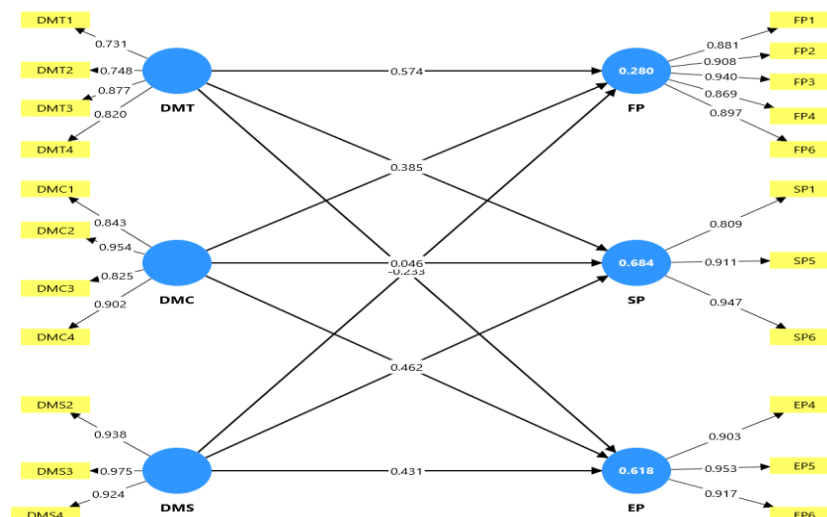 DMT1
DMT2
DMT3
DMT4
0.731
0.748
0.877
0.820
DMT
DMC1
DMC2
DMC3
DMC4
0.843
0.954
0.825
0.902
DMC
DMS2
DMS3
DMS4
0.938
0.975
0.924
DMS
0.574
0.385
0.046
-0.233
0.462
0.431
0.280
FP
0.881
0.908
0.940
0.869
0.897
FP1
FP2
FP3
FP4
FP6
0.684
SP
0.809
0.911
0.947
SP1
SP5
SP6
0.618
EP
0.903
0.953
0.917
EP4
EP5
EP6